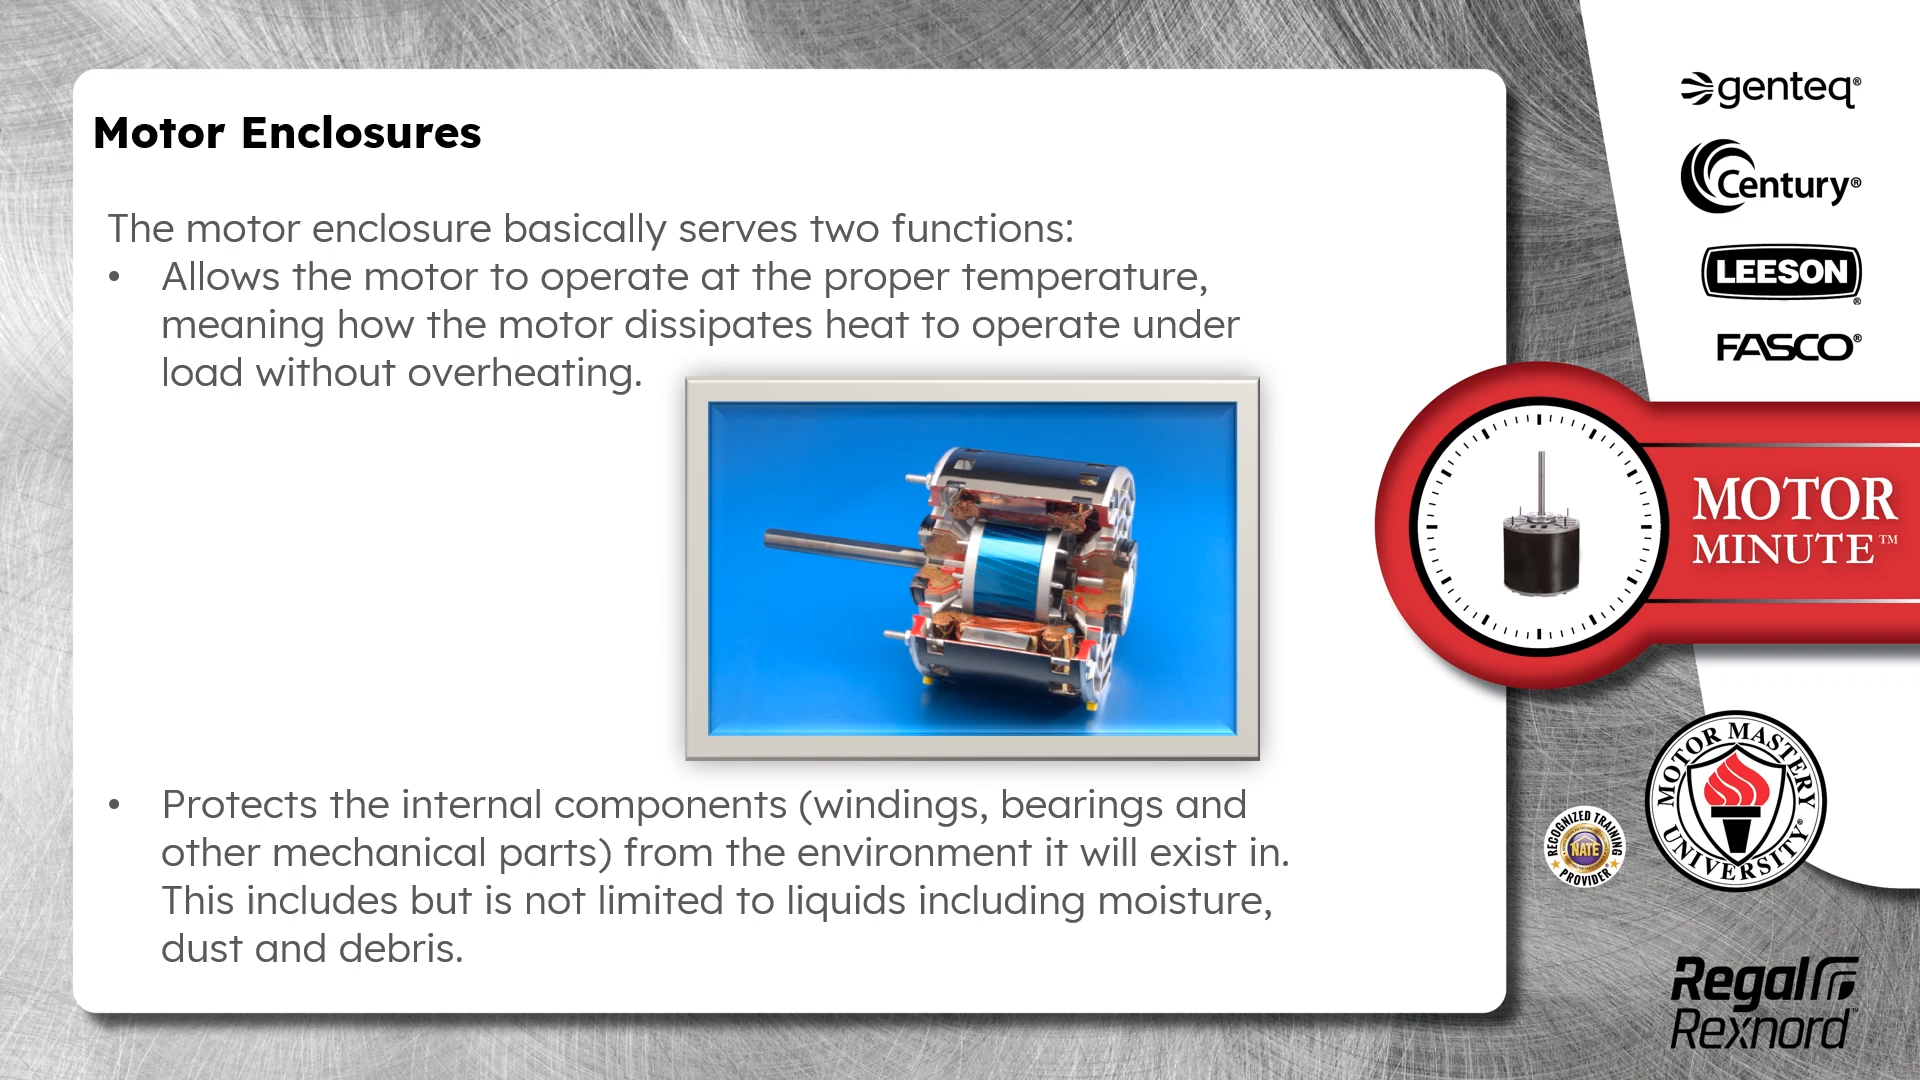 Motor Enclosures
The motor enclosure basically serves two functions:
• Allows the motor to operate at the proper temperature,
meaning how the motor dissipates heat to operate under
load without overheating.
• Protects the internal components (windings, bearings and
other mechanical parts) from the environment it will exist in.
This includes but is not limited to liquids including moisture,
dust and debris.
genteq®
Century®
LEESON®
FASCO®
MOTOR
MINUTE™
MOTOR MASTERY
UNIVERSITY®
RECOGNIZED TRAINING
NATE
PROVIDER®
Regal
Rexnord™